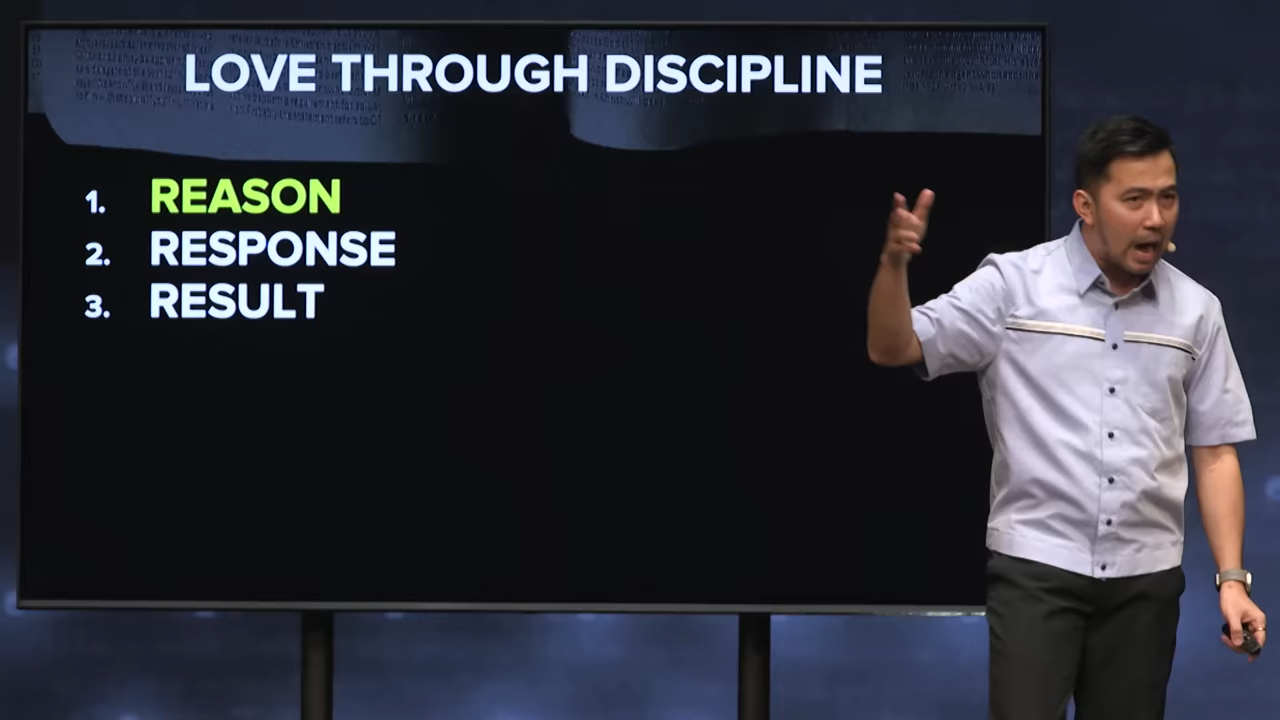 LOVE THROUGH DISCIPLINE
1. REASON
2. RESPONSE
3. RESULT